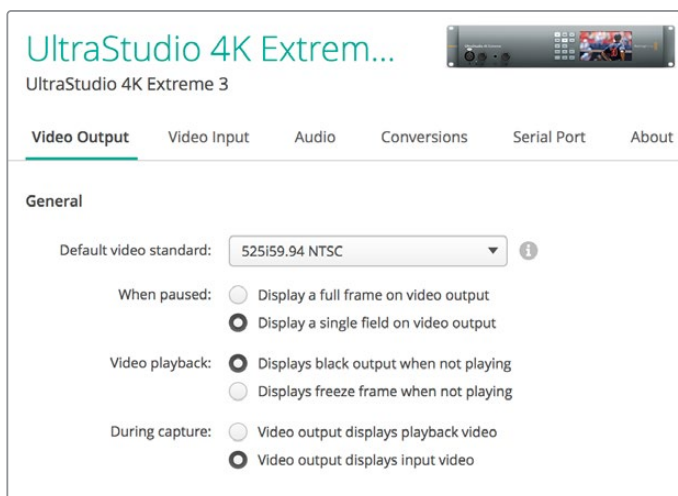 UltraStudio 4K Extrem...
UltraStudio 4K Extreme 3
Video Output Video Input Audio Conversions Serial Port About
General
Default video standard: 525i59.94 NTSC
When paused: Display a full frame on video output
Display a single field on video output
Video playback: Displays black output when not playing
Displays freeze frame when not playing
During capture: Video output displays playback video
Video output displays input video